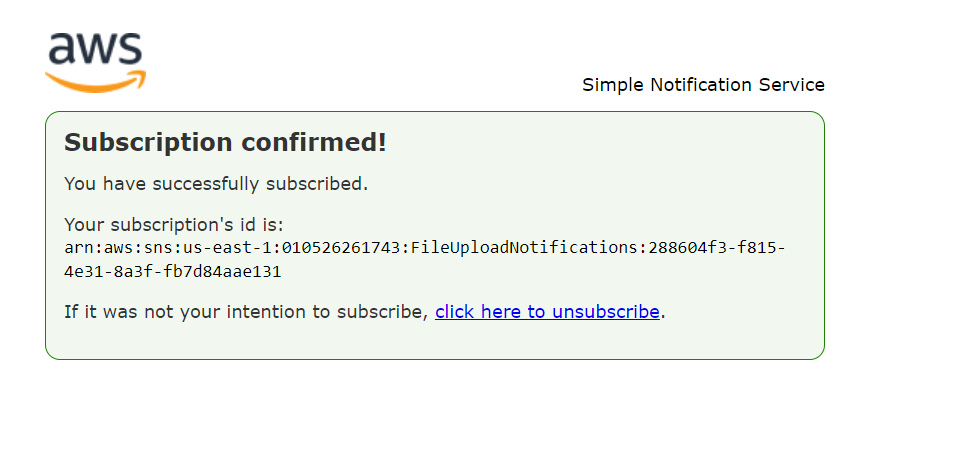 aws
Simple Notification Service
Subscription confirmed!
You have successfully subscribed.
Your subscription's id is:
arn:aws:sns:us-east-1:010526261743:FileUploadNotifications:288604f3-f815-
4e31-8a3f-fb7d84aae131
If it was not your intention to subscribe, click here to unsubscribe.